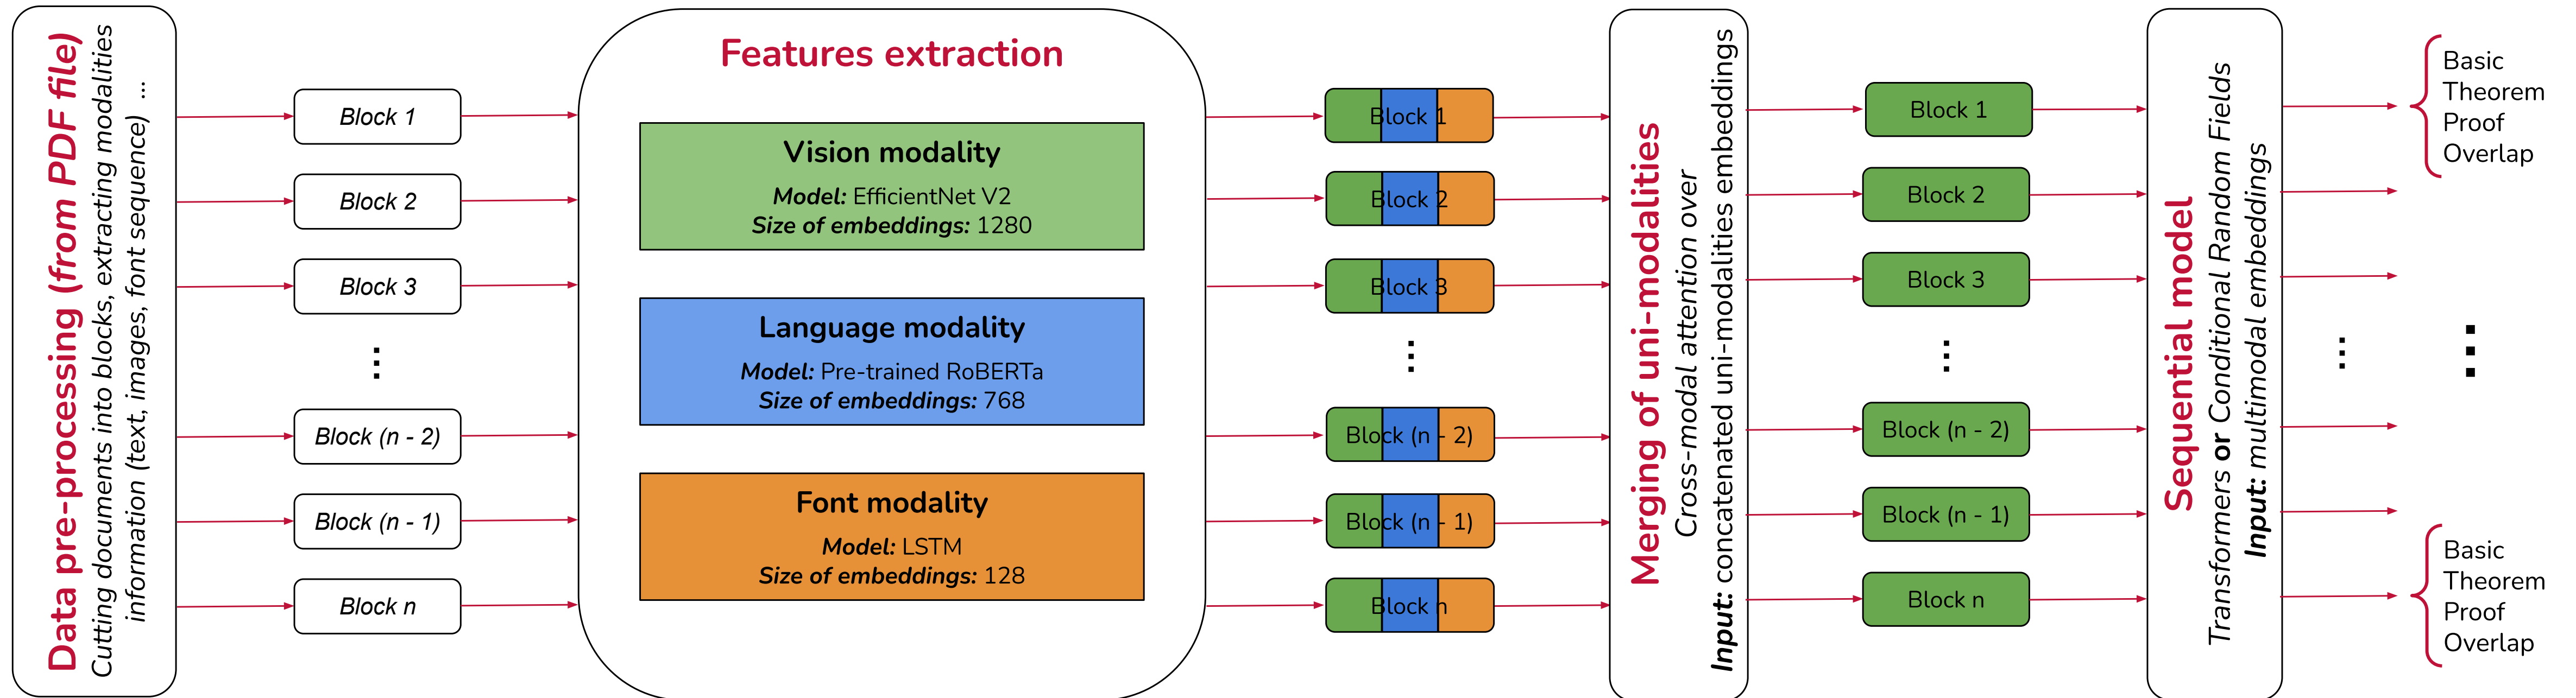 Data pre-processing (from PDF file)
Cutting documents into blocks, extracting modalities
information (text, images, font sequence) ...
Block 1
Block 2
Block 3
...
Block (n - 2)
Block (n - 1)
Block n
Features extraction
Vision modality
Model: EfficientNet V2
Size of embeddings: 1280
Language modality
Model: Pre-trained RoBERTa
Size of embeddings: 768
Font modality
Model: LSTM
Size of embeddings: 128
Block 1
Block 2
Block 3
...
Block (n - 2)
Block (n - 1)
Block n
Merging of uni-modalities
Cross-modal attention over
Input: concatenated uni-modalities embeddings
Block 1
Block 2
Block 3
...
Block (n - 2)
Block (n - 1)
Block n
Sequential model
Transformers or Conditional Random Fields
Input: multimodal embeddings
...
Basic
Theorem
Proof
Overlap
...
Basic
Theorem
Proof
Overlap